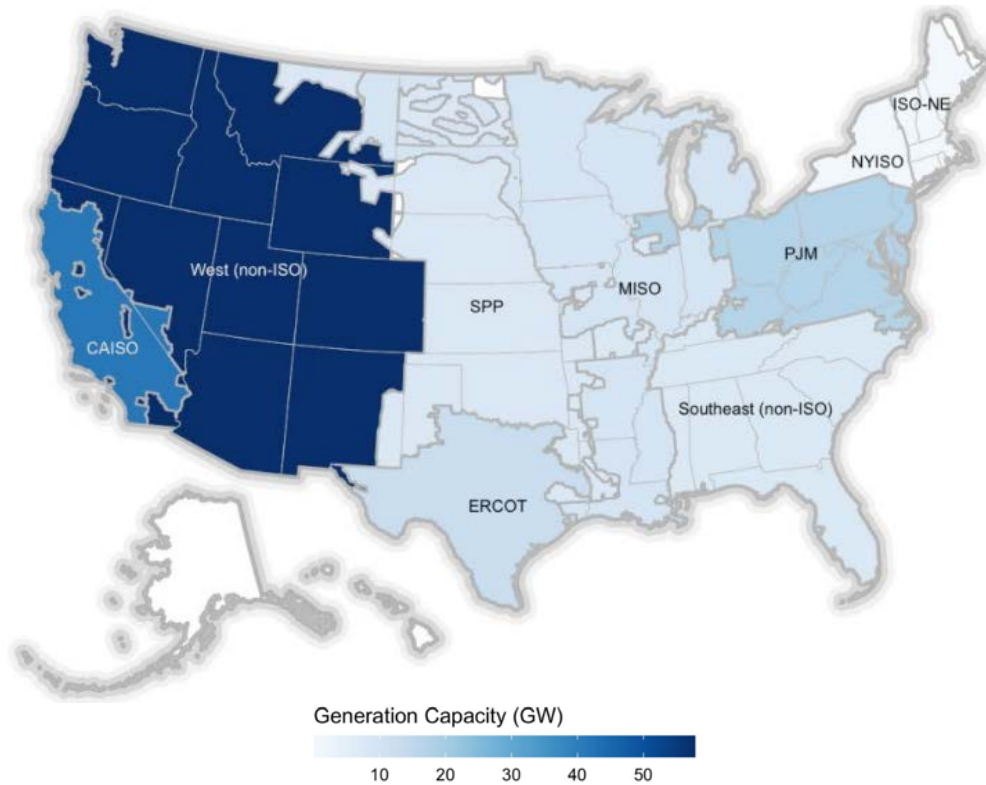 ISO-NE
NYISO
PJM
West (non-ISO)
MISO
SPP
CAISO
Southeast (non-ISO)
ERCOT
Generation Capacity (GW)
10 20 30 40 50